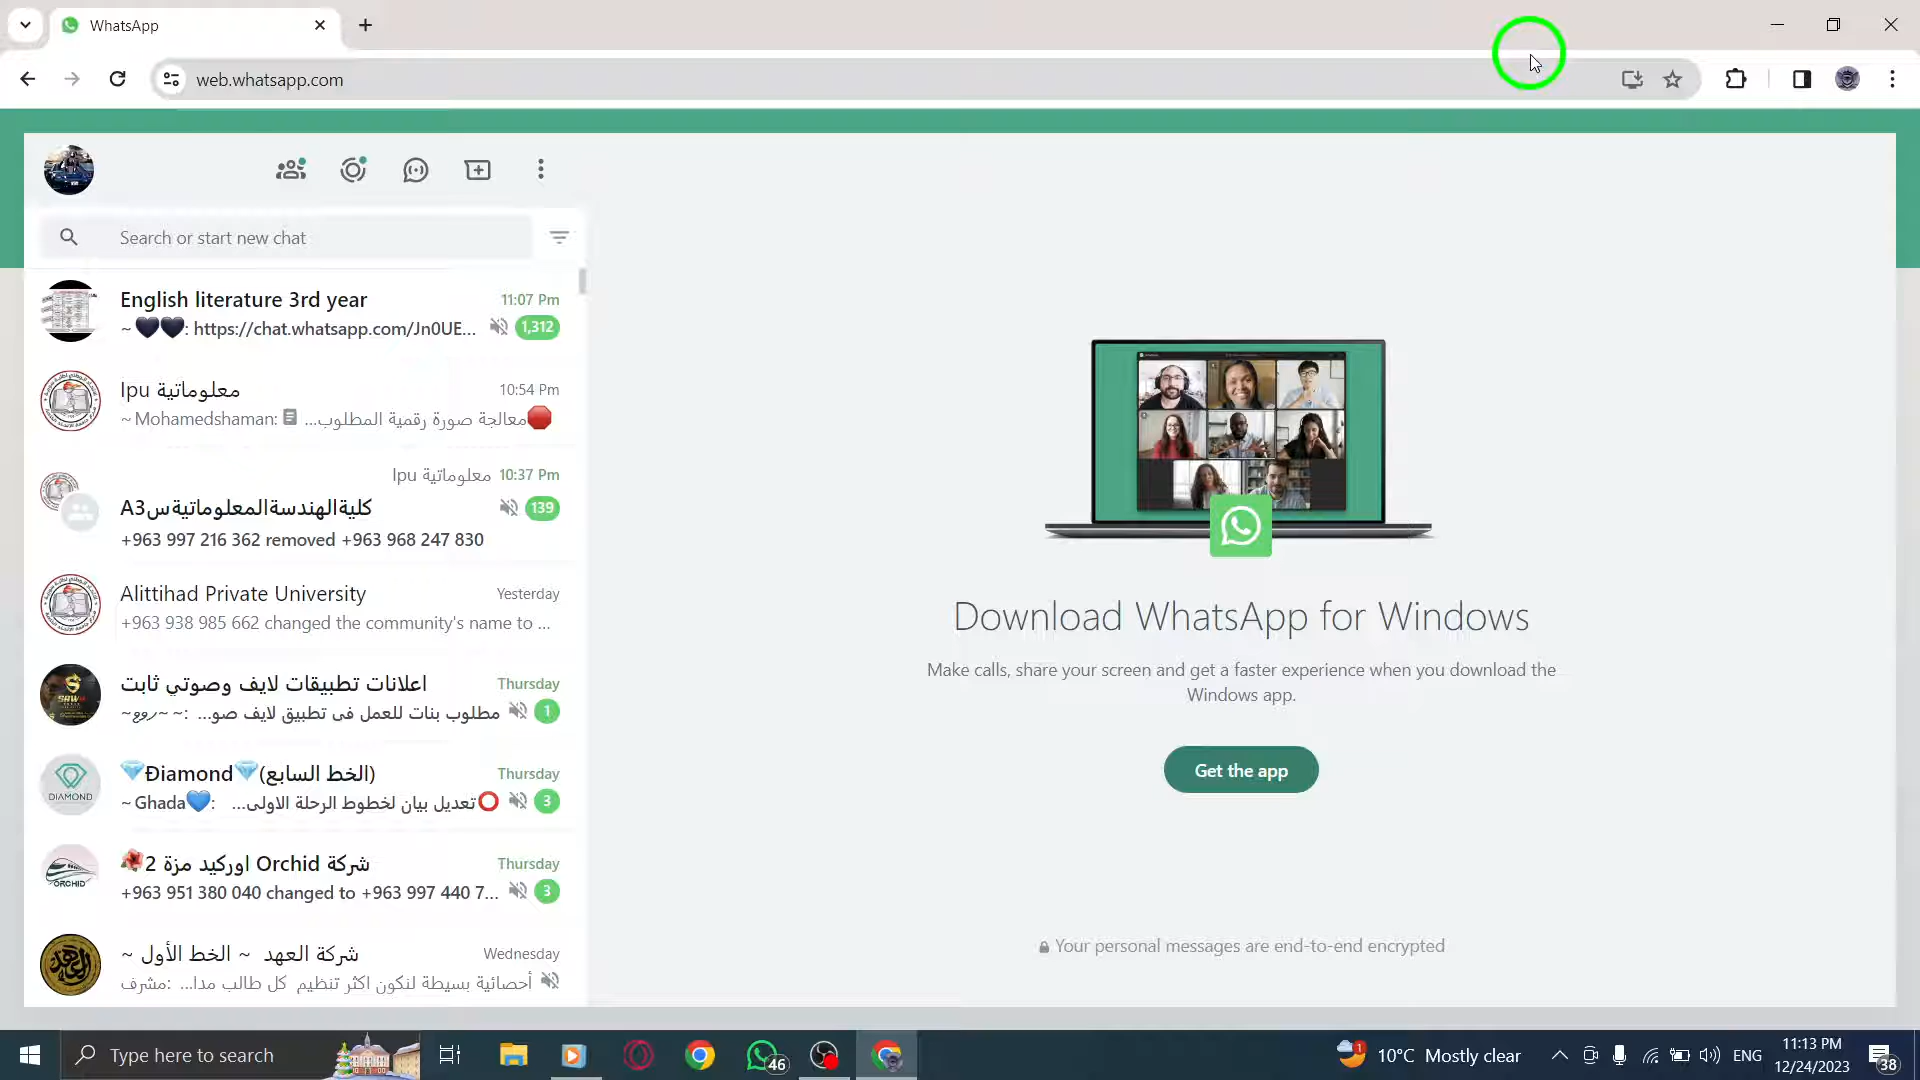 WhatsApp
web.whatsapp.com
Search or start new chat
English literature 3rd year
11:07 Pm
~ 🖤🖤: https://chat.whatsapp.com/Jn0UE...
1,312
معلوماتية Ipu
10:54 Pm
~ Mohamedshaman: معالجة صورة رقمية المطلوب...
معلوماتية Ipu
10:37 Pm
كليةالهندسةالمعلوماتيةس A3
139
+963 997 216 362 removed +963 968 247 830
Alittihad Private University
Yesterday
+963 938 985 662 changed the community's name to ...
اعلانات تطبيقات لايف وصوتي ثابت
Thursday
مطلوب بنات للعمل في تطبيق لايف صو...
1
💎Điamond💎(الخط السابع)
Thursday
~ Ghada💙: ⭕تعديل بيان لخطوط الرحلة الاولى...
3
DIAMOND
🌺شركة Orchid اوركيد مزة 2
Thursday
+963 951 380 040 changed to +963 997 440 7...
3
ORCHID
~ شركة العهد ~ الخط الأول
Wednesday
مشرف: أحصائية بسيطة لنكون اكثر تنظيم كل طالب مدا...
Download WhatsApp for Windows
Make calls, share your screen and get a faster experience when you download the
Windows app.
Get the app
Your personal messages are end-to-end encrypted
Type here to search
46
1
10°C Mostly clear
ENG
11:13 PM
12/24/2023
38